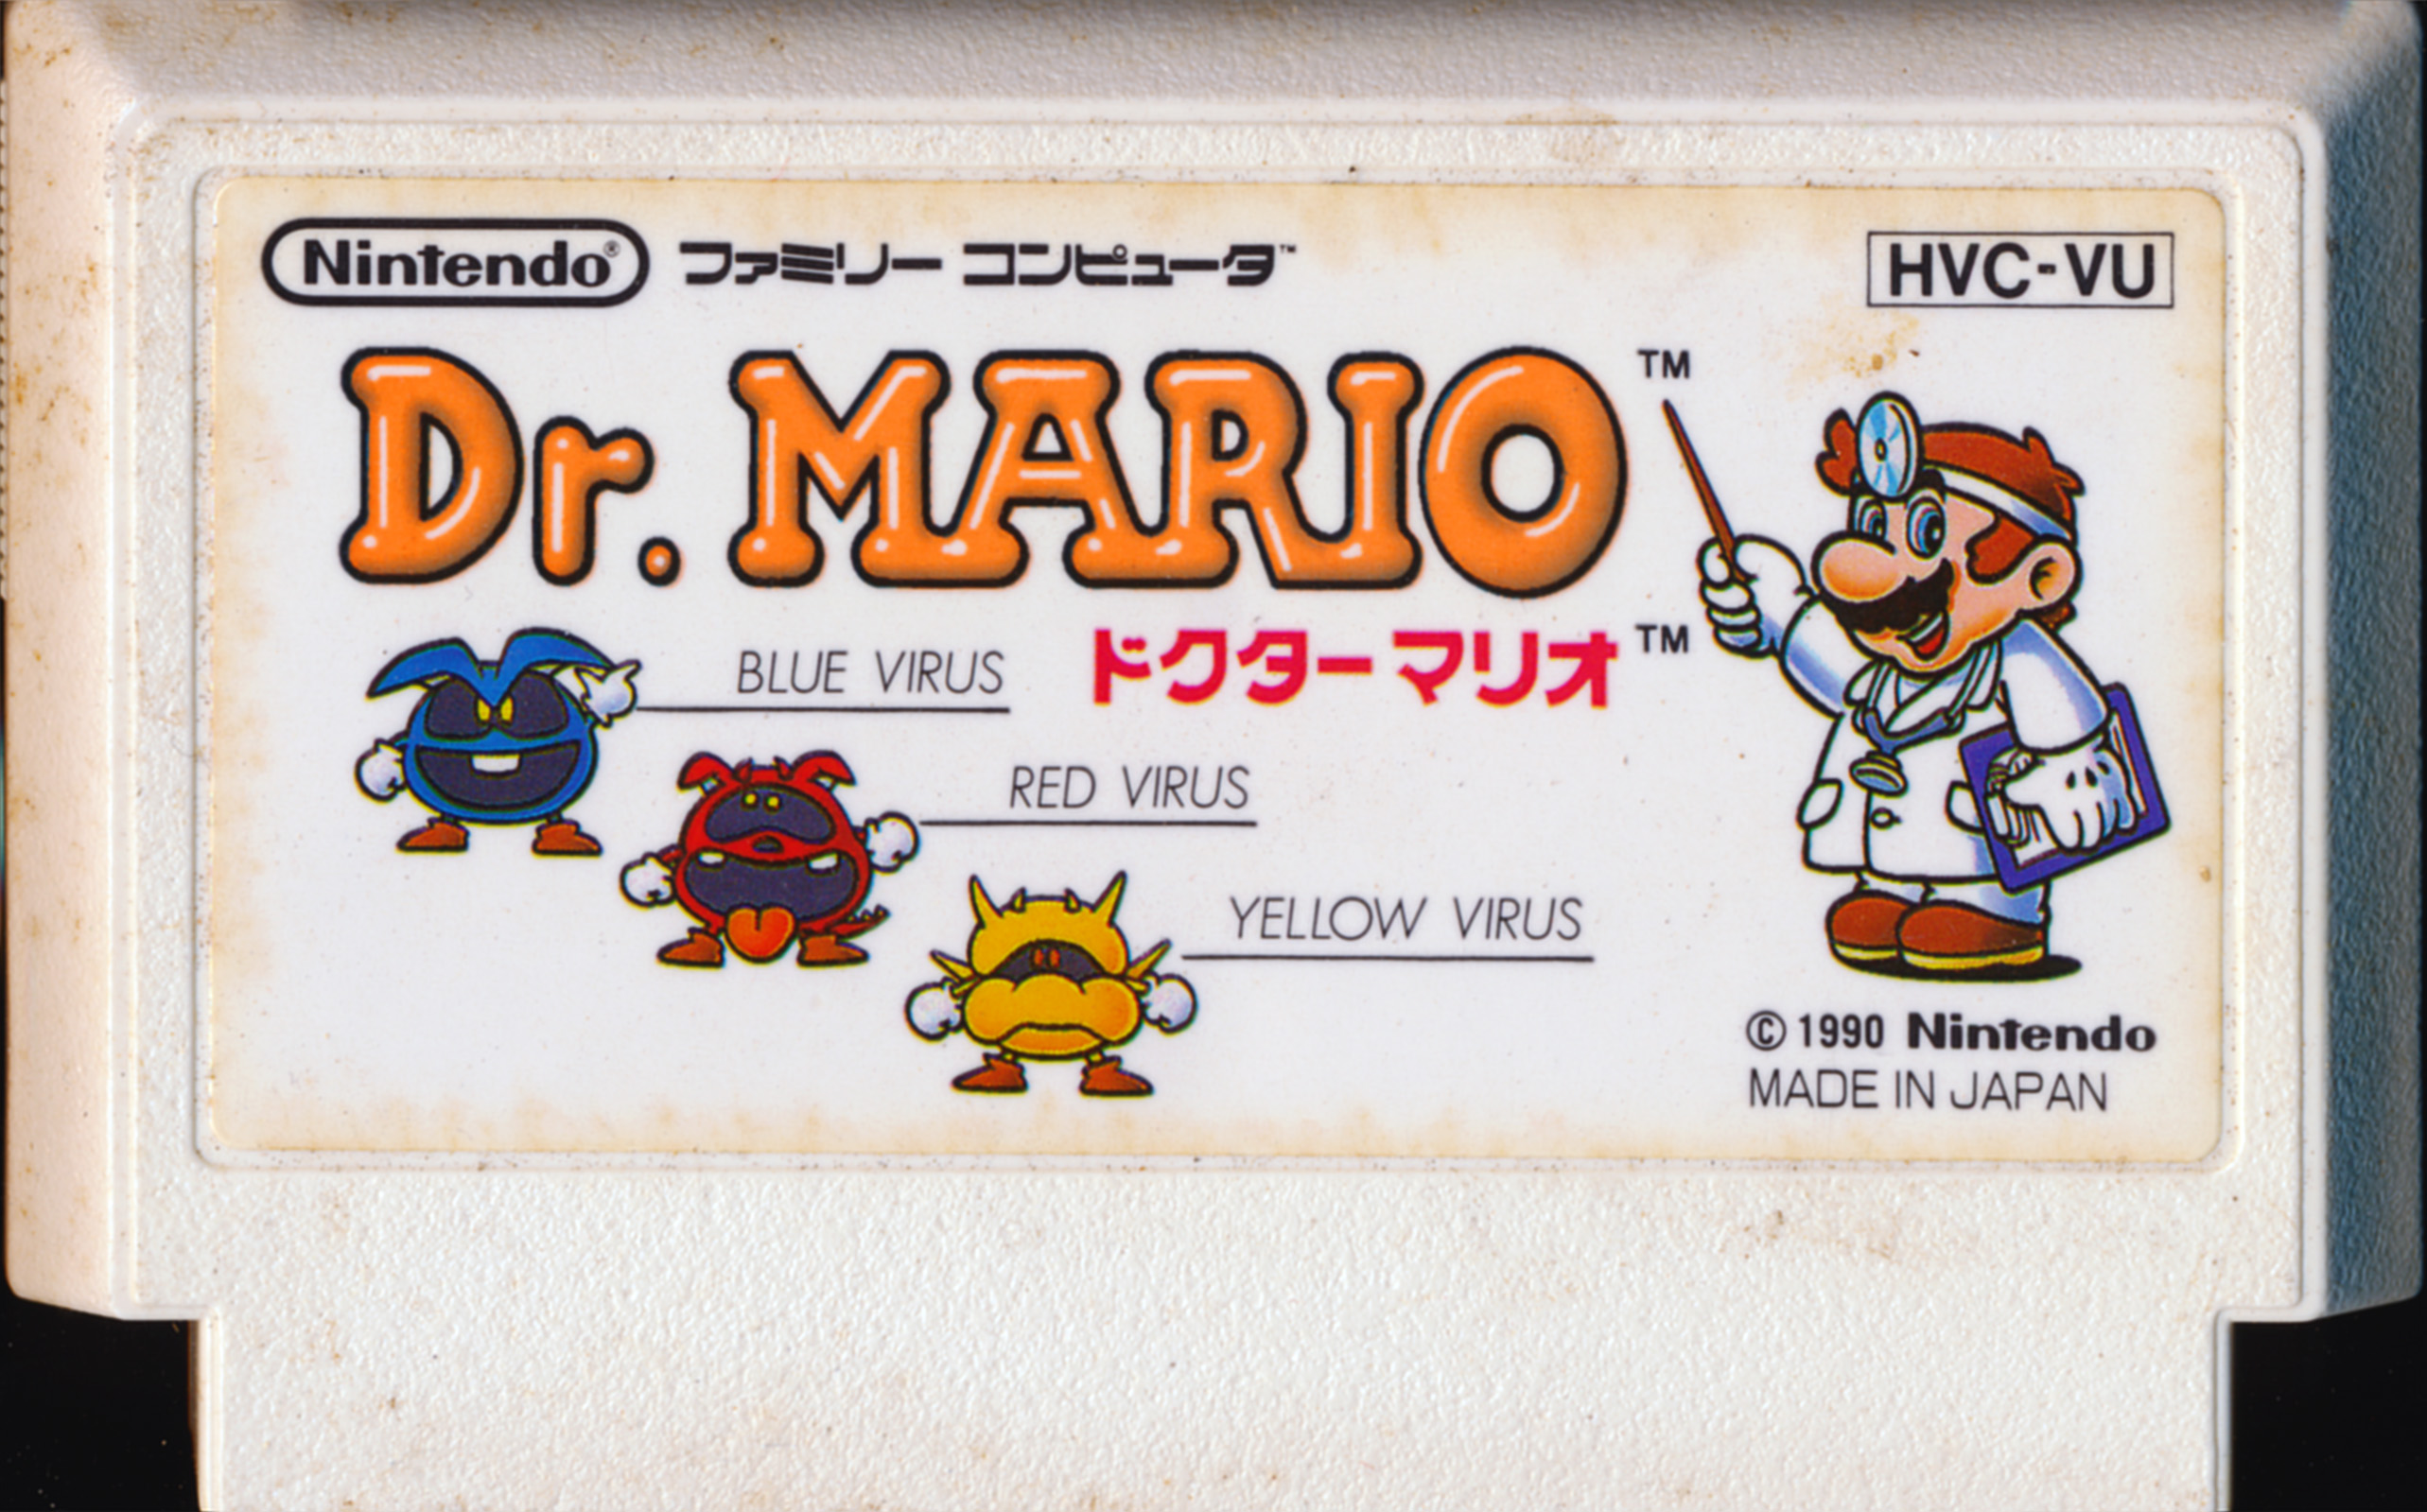 Nintendo® ファミリー コンピュータ™
HVC-VU
Dr. MARIO™
ドクターマリオ™
BLUE VIRUS
RED VIRUS
YELLOW VIRUS
© 1990 Nintendo
MADE IN JAPAN